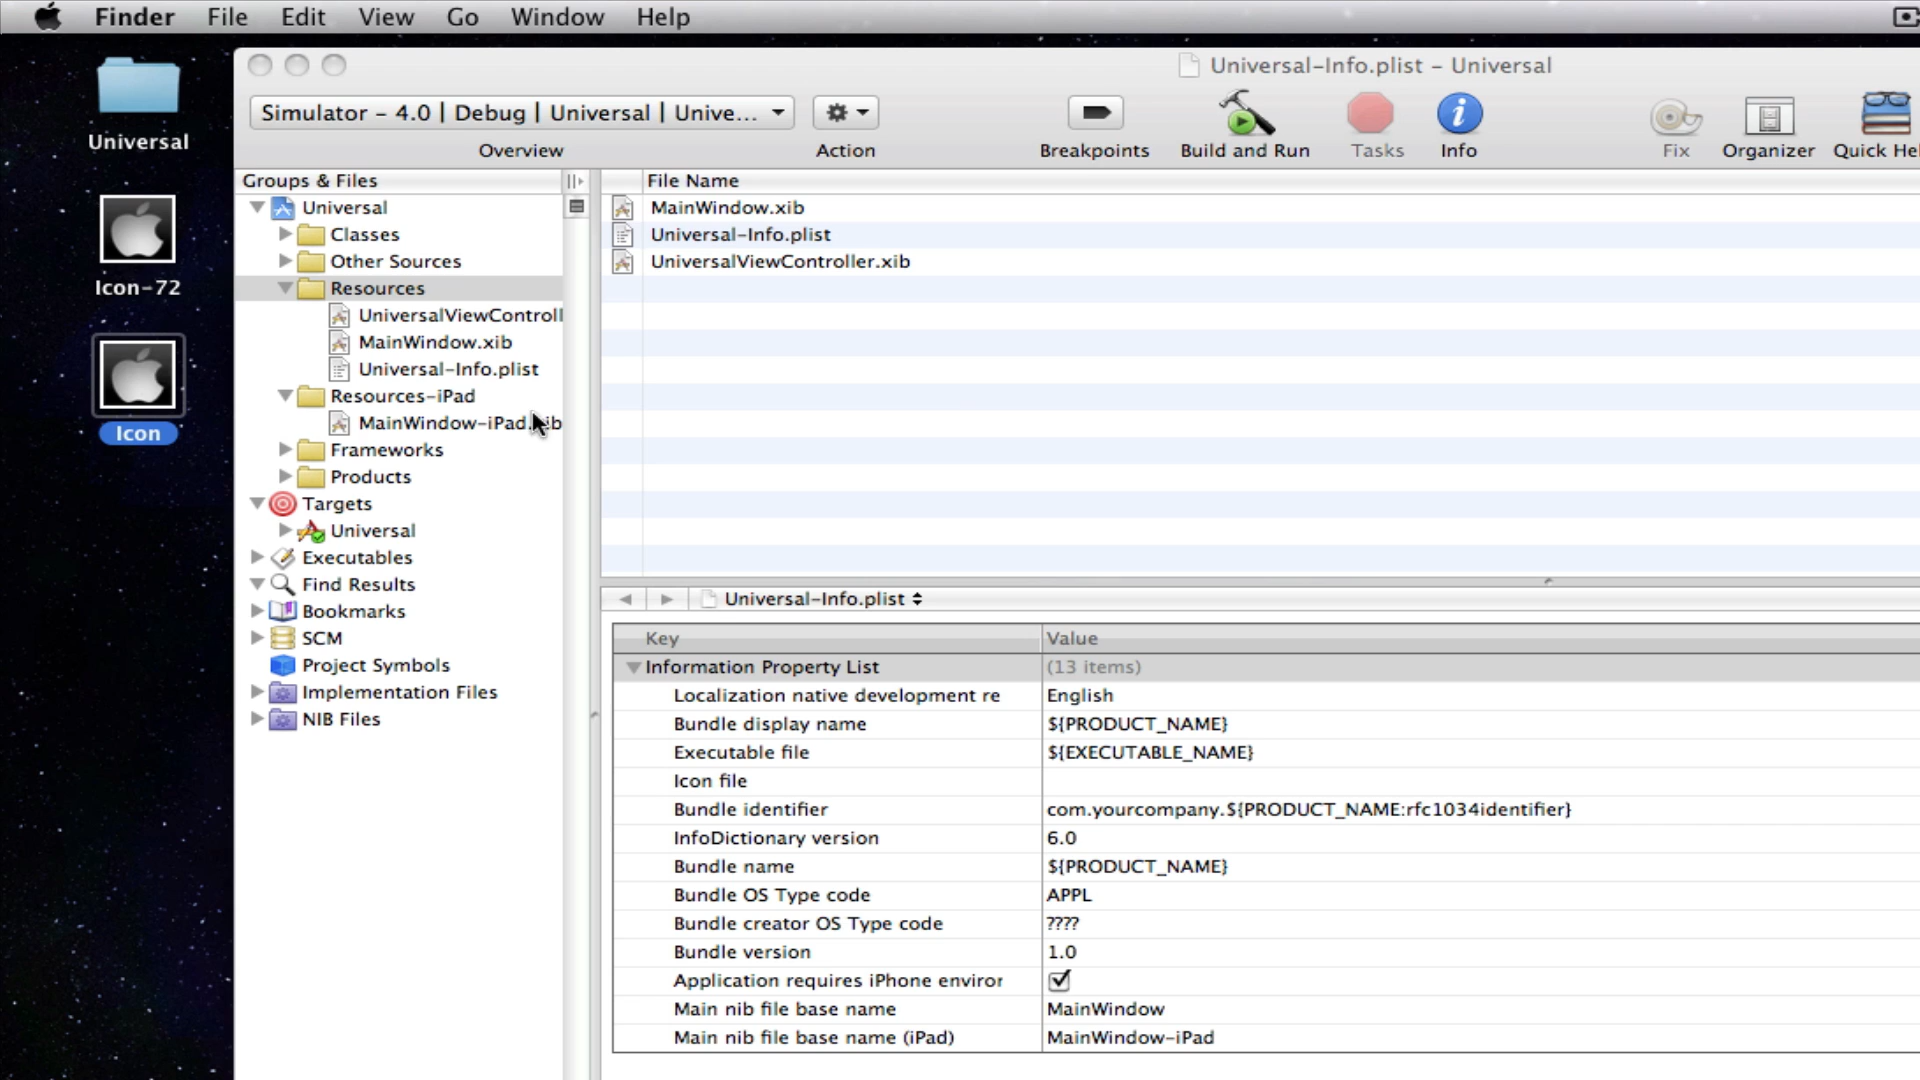 Finder File Edit View Go Window Help
Universal-Info.plist - Universal
Simulator - 4.0 | Debug | Universal | Unive...
Overview Action Breakpoints Build and Run Tasks Info Fix Organizer Quick Hel
Universal
Icon-72
Icon
Groups & Files
Universal
Classes
Other Sources
Resources
UniversalViewControll
MainWindow.xib
Universal-Info.plist
Resources-iPad
MainWindow-iPad.xib
Frameworks
Products
Targets
Universal
Executables
Find Results
Bookmarks
SCM
Project Symbols
Implementation Files
NIB Files
File Name
MainWindow.xib
Universal-Info.plist
UniversalViewController.xib
Universal-Info.plist
Key Value
Information Property List (13 items)
Localization native development re English
Bundle display name ${PRODUCT_NAME}
Executable file ${EXECUTABLE_NAME}
Icon file
Bundle identifier com.yourcompany.${PRODUCT_NAME:rfc1034identifier}
InfoDictionary version 6.0
Bundle name ${PRODUCT_NAME}
Bundle OS Type code APPL
Bundle creator OS Type code ????
Bundle version 1.0
Application requires iPhone enviror
Main nib file base name MainWindow
Main nib file base name (iPad) MainWindow-iPad